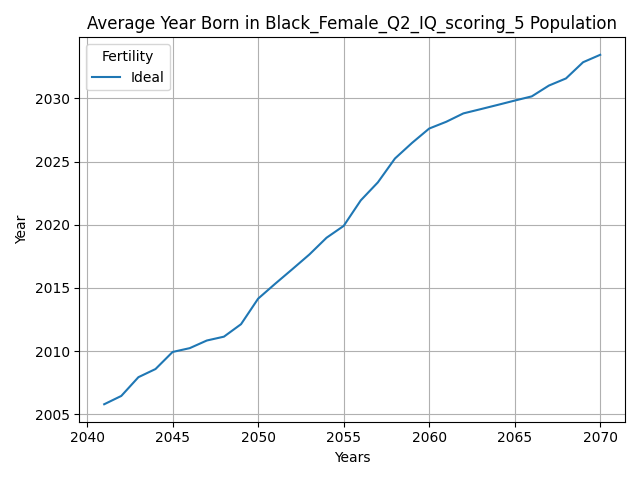 Average Year Born in Black_Female_Q2_IQ_scoring_5 Population
Fertility
Ideal
Year
2030
2025
2020
2015
2010
2005
2040 2045 2050 2055 2060 2065 2070
Years